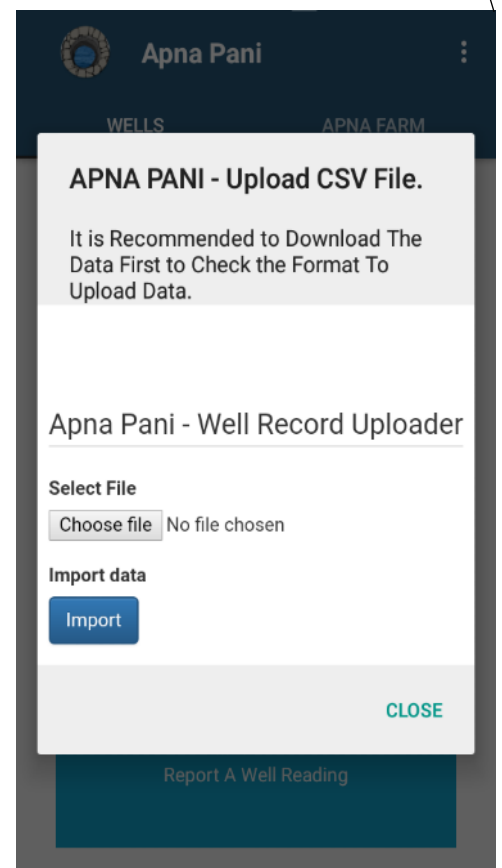 Apna Pani
WELLS APNA FARM
APNA PANI - Upload CSV File.
It is Recommended to Download The
Data First to Check the Format To
Upload Data.
Apna Pani - Well Record Uploader
Select File
Choose file No file chosen
Import data
Import
CLOSE
Report A Well Reading